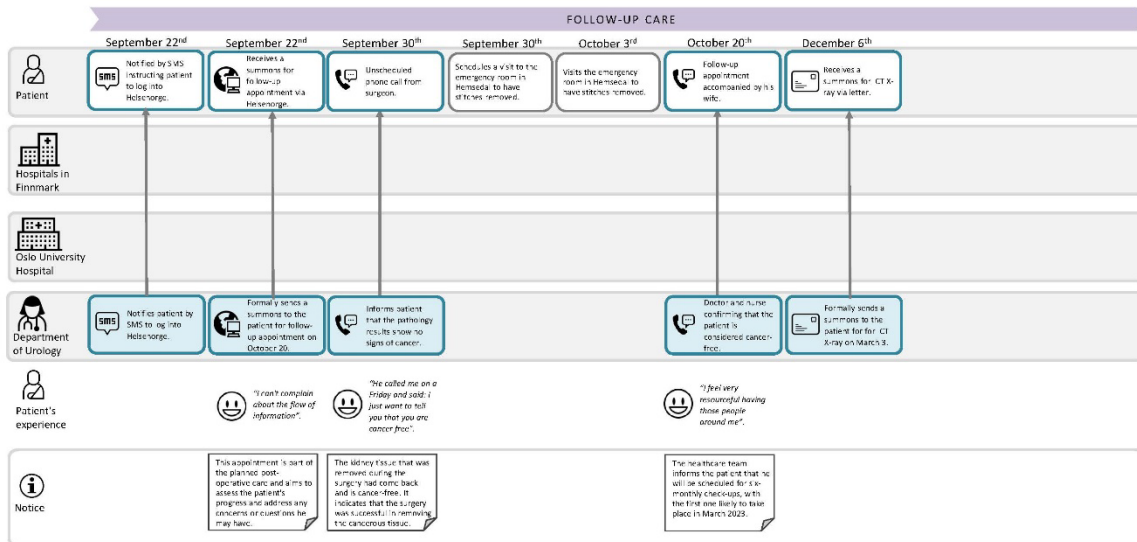 FOLLOW-UP CARE
September 22nd
September 22nd
September 30th
September 30th
October 3rd
October 20th
December 6th
Patient
sms
Notified by SMS
instructing patient
to log into
Helsenorge.
Receives a
summons for
follow-up
appointment via
Helsenorge.
Unscheduled
phone call from
surgeon.
Schedules a visit to the
emergency room in
Hemsedal to have
stitches removed.
Visits the emergency
room in Hemsedal to
have stitches removed.
Follow-up
appointment
accompanied by his
wife.
Receives a
summons for CT X-
ray via letter.
Hospitals in
Finnmark
Oslo University
Hospital
Department
of Urology
sms
Notifies patient by
SMS to log into
Helsenorge.
Formally sends a
summons to the
patient for follow-
up appointment on
October 20.
Informs patient
that the pathology
results show no
signs of cancer.
Doctor and nurse
confirming that the
patient is
considered cancer-
free.
Formally sends a
summons to the
patient for for CT
X-ray on March 3.
Patient's
experience
"I can't complain
about the flow of
information".
"He called me on a
Friday and said: I
just want to tell
you that you are
cancer free".
"I feel very
resourceful having
those people
around me".
Notice
This appointment is part of
the planned post-
operative care and aims to
assess the patient's
progress and address any
concerns or questions he
may have.
The kidney tissue that was
removed during the
surgery had come back
and is cancer-free. It
indicates that the surgery
was successful in removing
the cancerous tissue.
The healthcare team
informs the patient that he
will be scheduled for six-
monthly check-ups, with
the first one likely to take
place in March 2023.